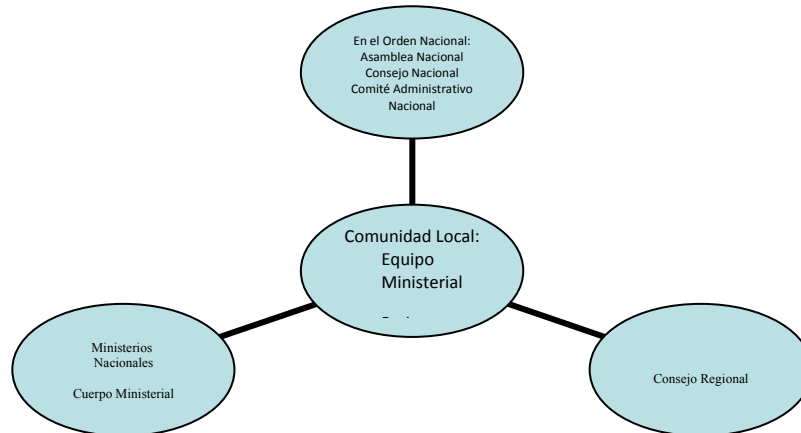 En el Orden Nacional:
Asamblea Nacional
Consejo Nacional
Comité Administrativo
Nacional
Comunidad Local:
Equipo
Ministerial
Ministerios
Nacionales
Cuerpo Ministerial
Consejo Regional